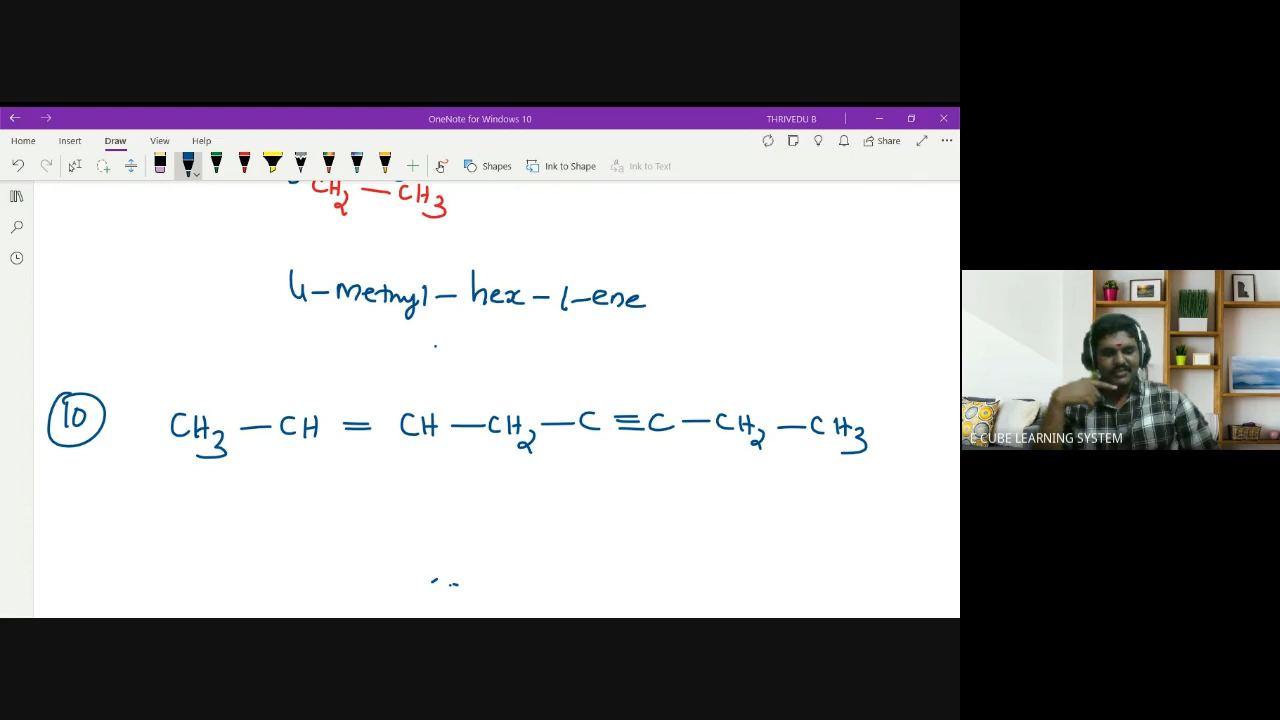 OneNote for Windows 10
THRIVEDU B
Home Insert Draw View Help
Share
Shapes Ink to Shape Ink to Text
CH2 — CH3
4-methyl-hex-1-ene
10 CH3 — CH = CH — CH2 — C ≡ C — CH2 — CH3
E CUBE LEARNING SYSTEM